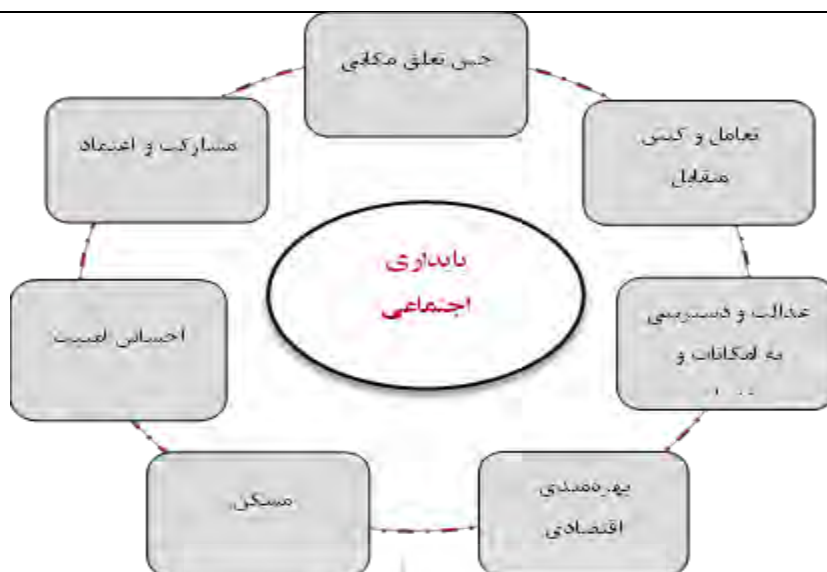 حس تعلق مکانی
تعامل و کنش
متقابل
مشارکت و اعتماد
پایداری
اجتماعی
عدالت و دسترسی
به امکانات و
احساس امنیت
بهره‌مندی
اقتصادی
مسکن